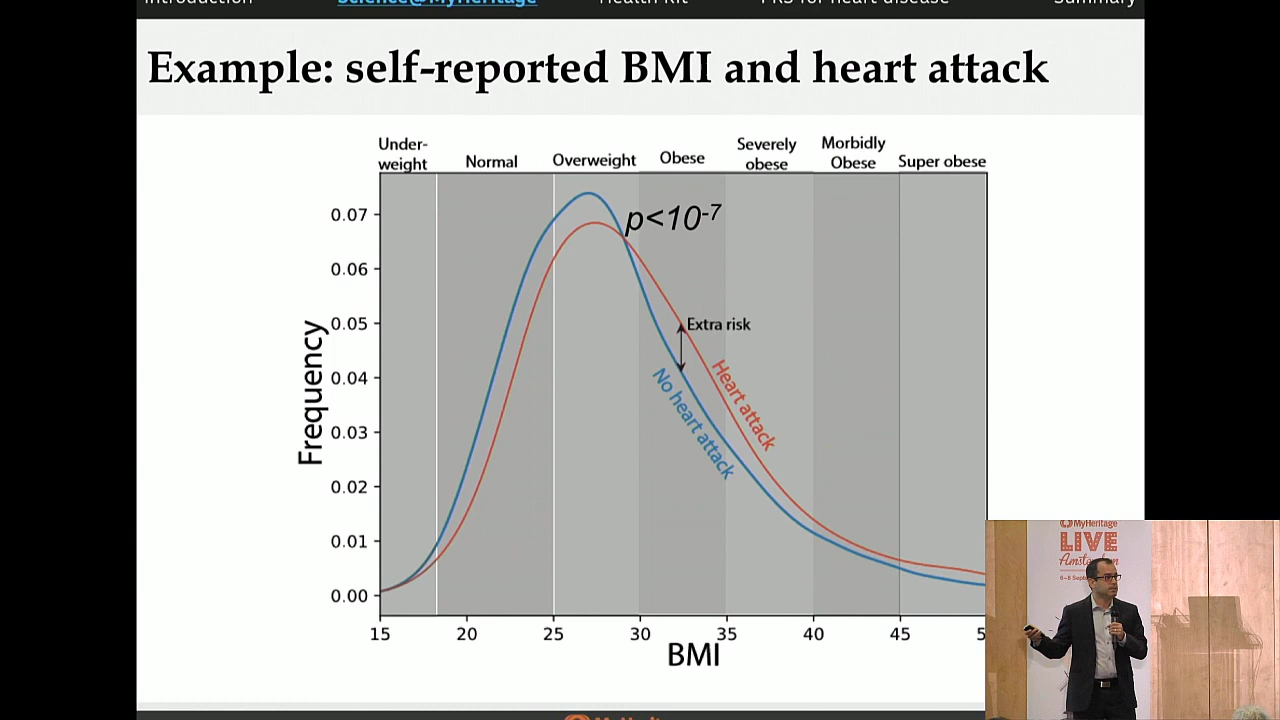 Introduction Science@MyHeritage Health Kit PRS for heart disease Summary
Example: self-reported BMI and heart attack
Under-
weight
Normal
Overweight
Obese
Severely
obese
Morbidly
Obese
Super obese
p<10-7
Extra risk
Heart attack
No heart attack
Frequency
0.07
0.06
0.05
0.04
0.03
0.02
0.01
0.00
15 20 25 30 35 40 45
BMI
MyHeritage
LIVE
Amsterdam